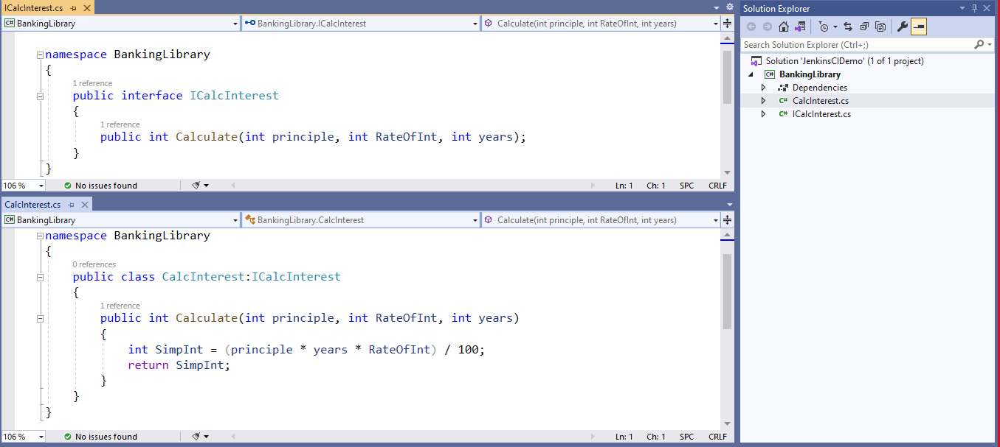 ICalcInterest.cs
BankingLibrary
BankingLibrary.ICalcInterest
Calculate(int principle, int RateOfInt, int years)
namespace BankingLibrary
{
1 reference
public interface ICalcInterest
{
1 reference
public int Calculate(int principle, int RateOfInt, int years);
}
}
106 %
No issues found
Ln: 1
Ch: 1
SPC
CRLF
CalcInterest.cs
BankingLibrary
BankingLibrary.CalcInterest
Calculate(int principle, int RateOfInt, int years)
namespace BankingLibrary
{
0 references
public class CalcInterest:ICalcInterest
{
1 reference
public int Calculate(int principle, int RateOfInt, int years)
{
int SimpInt = (principle * years * RateOfInt) / 100;
return SimpInt;
}
}
}
106 %
No issues found
Ln: 1
Ch: 1
SPC
CRLF
Solution Explorer
Search Solution Explorer (Ctrl+;)
Solution 'JenkinsCIDemo' (1 of 1 project)
C# BankingLibrary
Dependencies
C# CalcInterest.cs
C# ICalcInterest.cs